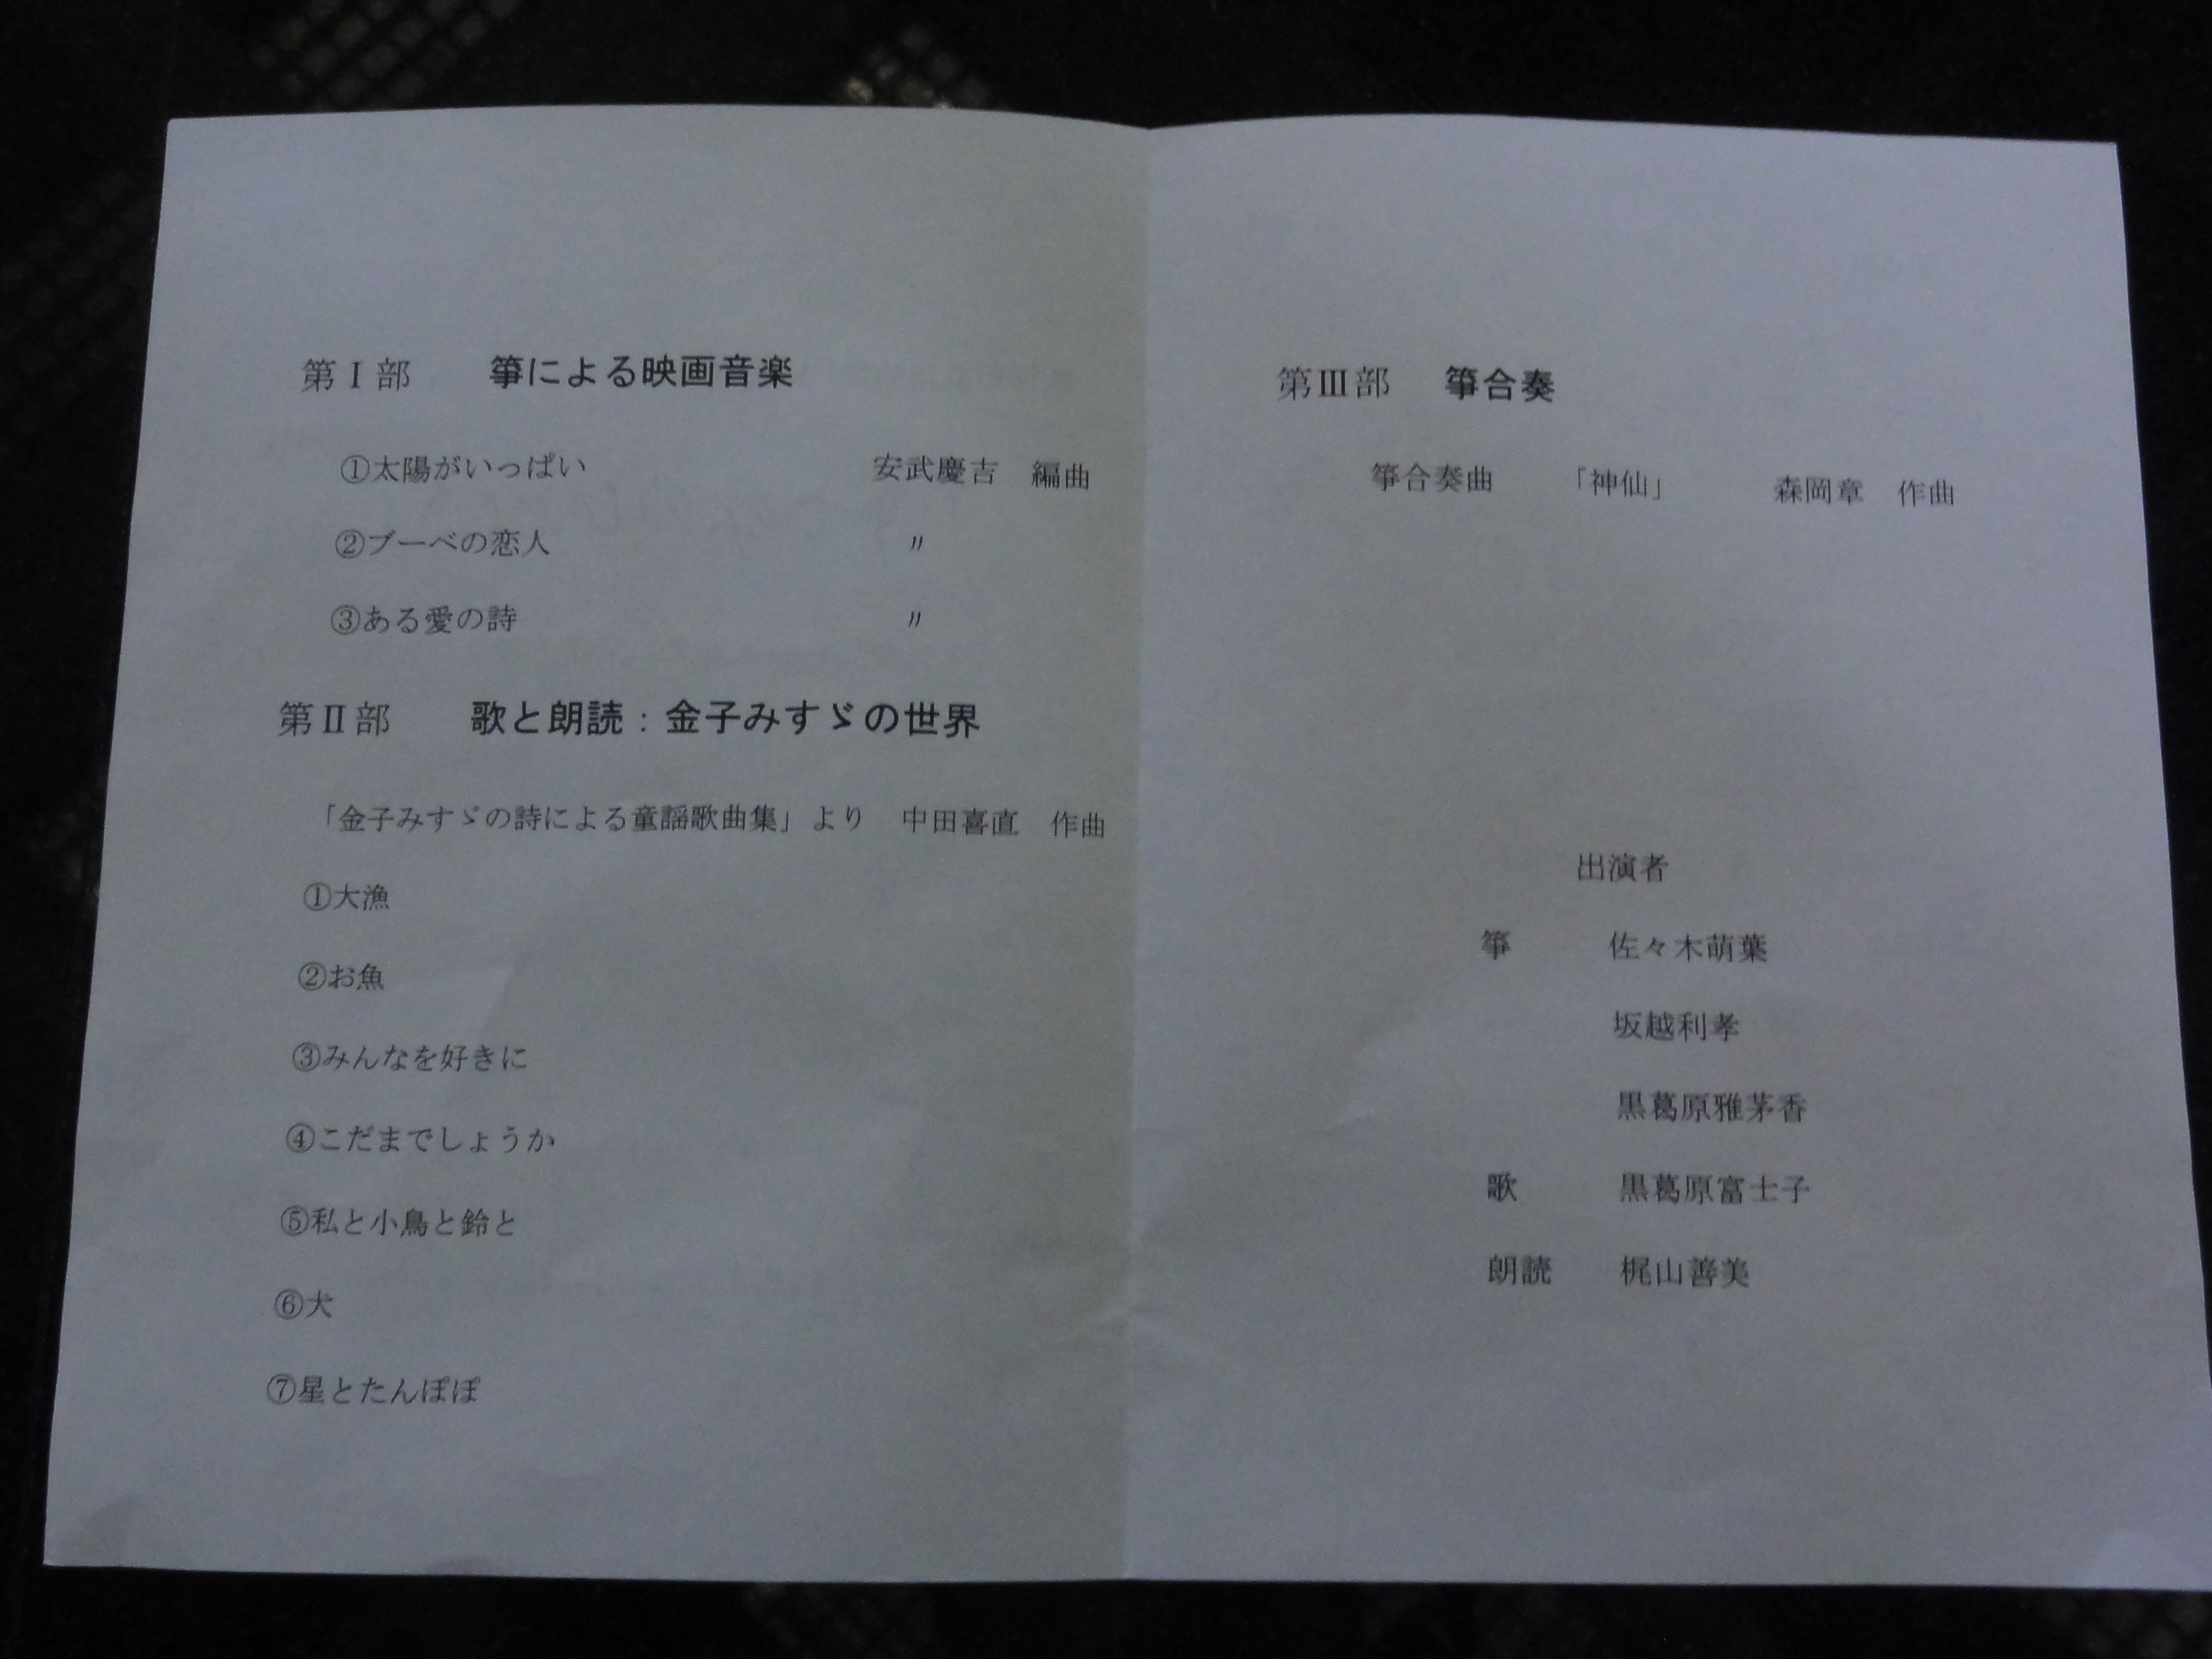 第Ⅰ部　箏による映画音楽
①太陽がいっぱい　安武慶吉　編曲
②ブーベの恋人　〃
③ある愛の詩　〃
第Ⅱ部　歌と朗読：金子みすゞの世界
「金子みすゞの詩による童謡歌曲集」より　中田喜直　作曲
①大漁
②お魚
③みんなを好きに
④こだまでしょうか
⑤私と小鳥と鈴と
⑥犬
⑦星とたんぽぽ
第Ⅲ部　箏合奏
箏合奏曲　「神仙」　森岡章　作曲
出演者
箏　佐々木萌葉
坂越利孝
黒葛原雅茅香
歌　黒葛原富士子
朗読　梶山善美